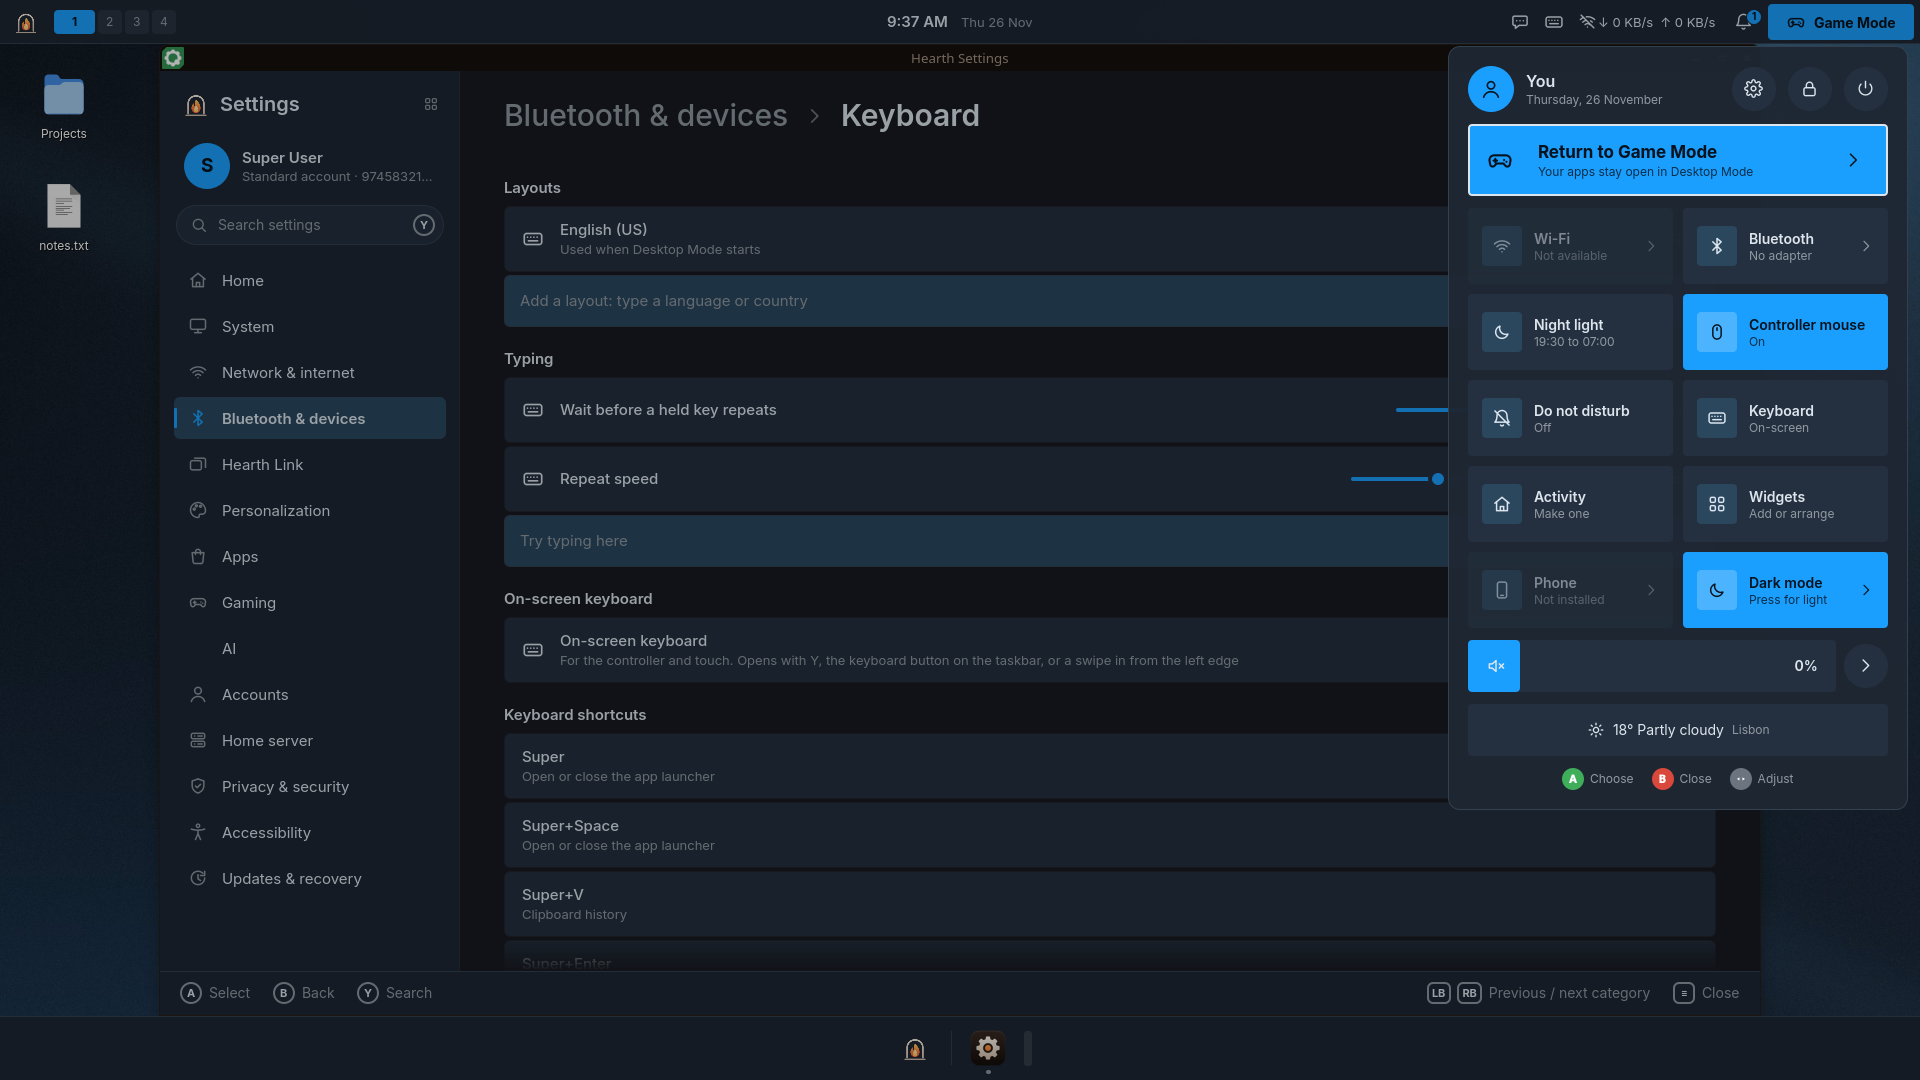 1 2 3 4
9:37 AM Thu 26 Nov
↓ 0 KB/s ↑ 0 KB/s
1
Game Mode
Projects
notes.txt
Hearth Settings
Settings
S
Super User
Standard account · 97458321...
Search settings
Y
Home
System
Network & internet
Bluetooth & devices
Hearth Link
Personalization
Apps
Gaming
AI
Accounts
Home server
Privacy & security
Accessibility
Updates & recovery
Bluetooth & devices > Keyboard
Layouts
English (US)
Used when Desktop Mode starts
Add a layout: type a language or country
Typing
Wait before a held key repeats
Repeat speed
Try typing here
On-screen keyboard
On-screen keyboard
For the controller and touch. Opens with Y, the keyboard button on the taskbar, or a swipe in from the left edge
Keyboard shortcuts
Super
Open or close the app launcher
Super+Space
Open or close the app launcher
Super+V
Clipboard history
Super+Enter
A Select B Back Y Search
LB RB Previous / next category Close
You
Thursday, 26 November
Return to Game Mode
Your apps stay open in Desktop Mode
Wi-Fi
Not available
Bluetooth
No adapter
Night light
19:30 to 07:00
Controller mouse
On
Do not disturb
Off
Keyboard
On-screen
Activity
Make one
Widgets
Add or arrange
Phone
Not installed
Dark mode
Press for light
0%
18° Partly cloudy Lisbon
A Choose B Close Adjust